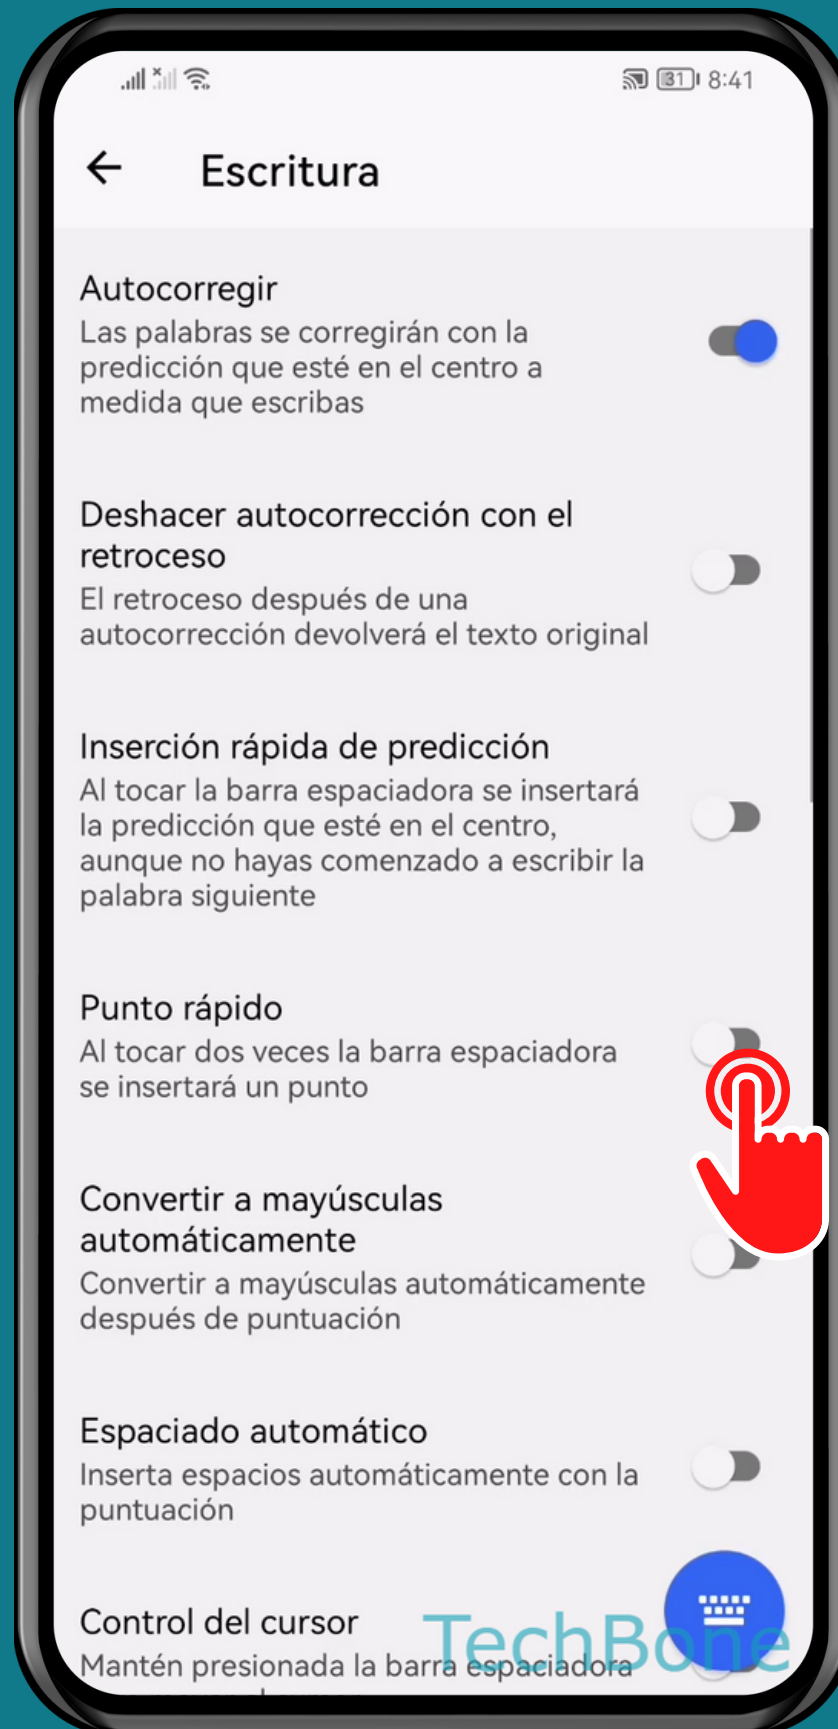 31 8:41
Escritura
Autocorregir
Las palabras se corregirán con la
predicción que esté en el centro a
medida que escribas
Deshacer autocorrección con el
retroceso
El retroceso después de una
autocorrección devolverá el texto original
Inserción rápida de predicción
Al tocar la barra espaciadora se insertará
la predicción que esté en el centro,
aunque no hayas comenzado a escribir la
palabra siguiente
Punto rápido
Al tocar dos veces la barra espaciadora
se insertará un punto
Convertir a mayúsculas
automáticamente
Convertir a mayúsculas automáticamente
después de puntuación
Espaciado automático
Inserta espacios automáticamente con la
puntuación
Control del cursor
Mantén presionada la barra espaciadora
TechBone